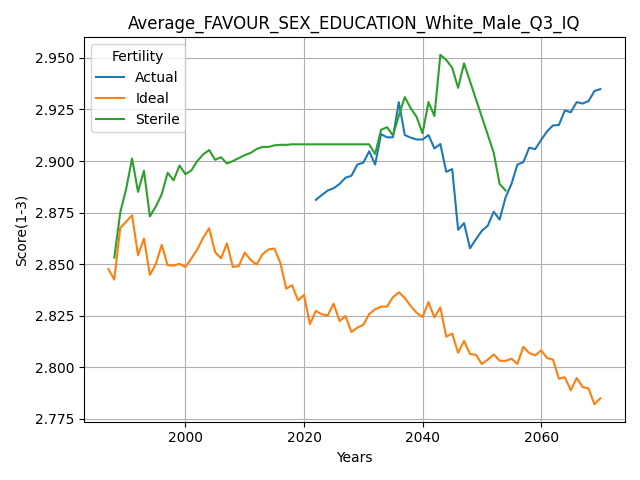 Average_FAVOUR_SEX_EDUCATION_White_Male_Q3_IQ
Fertility
Actual
Ideal
Sterile
Score(1-3)
2.950
2.925
2.900
2.875
2.850
2.825
2.800
2.775
2000
2020
2040
2060
Years